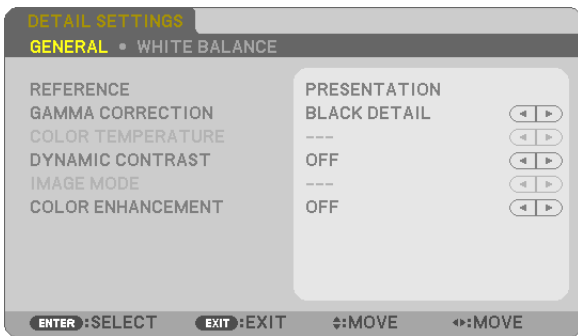 DETAIL SETTINGS
GENERAL • WHITE BALANCE
REFERENCE PRESENTATION
GAMMA CORRECTION BLACK DETAIL
COLOR TEMPERATURE ---
DYNAMIC CONTRAST OFF
IMAGE MODE ---
COLOR ENHANCEMENT OFF
ENTER :SELECT EXIT :EXIT :MOVE :MOVE